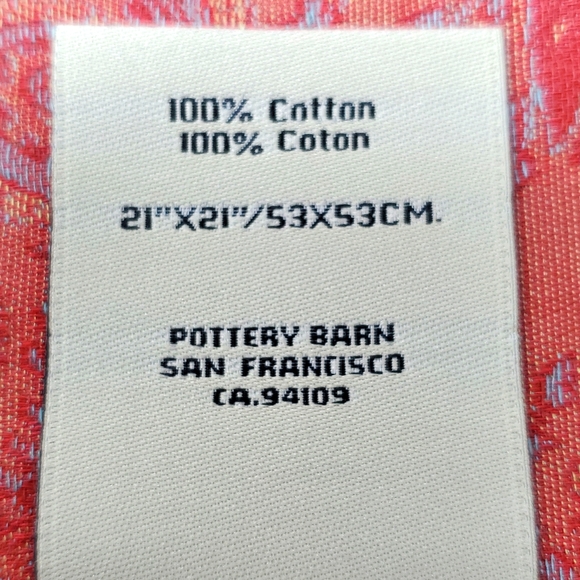 100% Cotton
100% Coton
21"X21"/53X53CM.
POTTERY BARN
SAN FRANCISCO
CA.94109